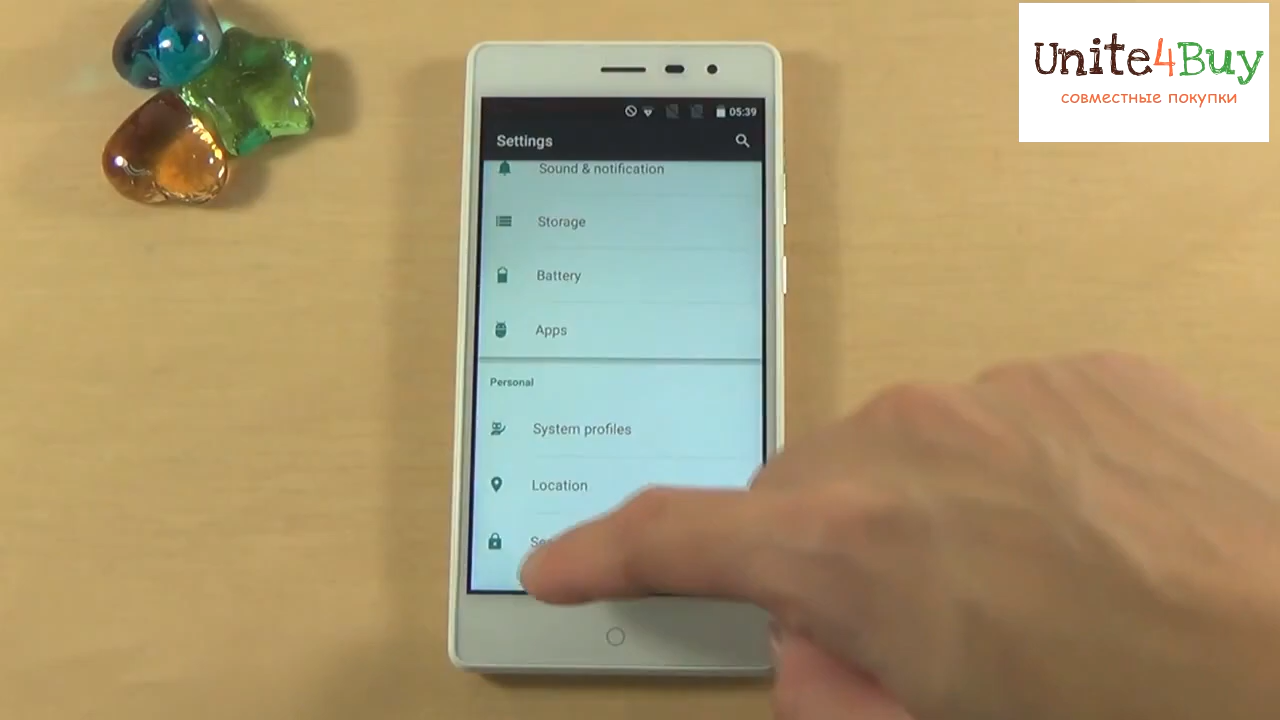 Unite4Buy
совместные покупки
05:39
Settings
Sound & notification
Storage
Battery
Apps
Personal
System profiles
Location